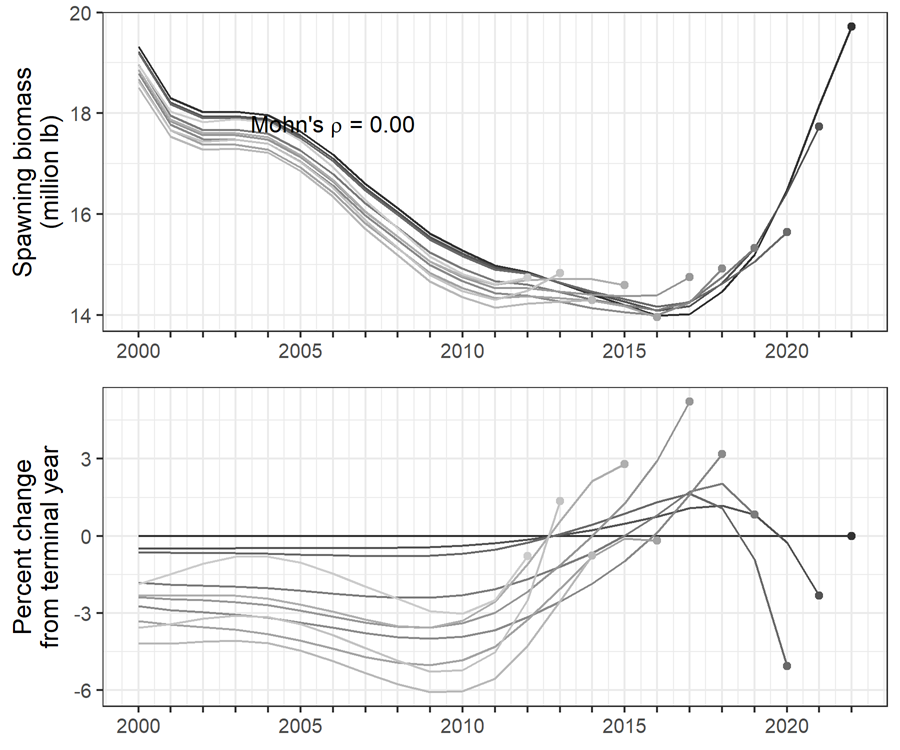 20
18
16
14
Spawning biomass
(million lb)
Mohn's ρ = 0.00
2000 2005 2010 2015 2020
3
0
-3
-6
Percent change
from terminal year
2000 2005 2010 2015 2020